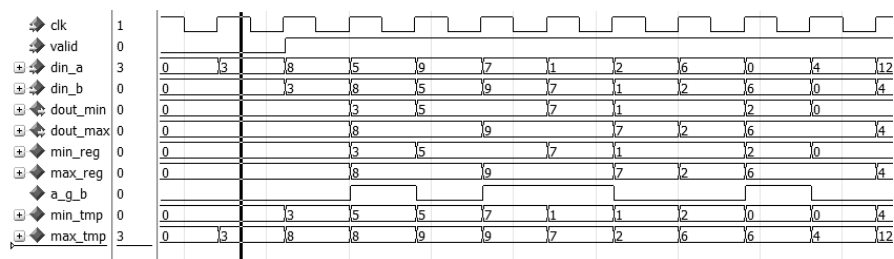 clk 1
valid 0
din_a 3 0 3 8 5 9 7 1 2 6 0 4 12
din_b 0 0 3 8 5 9 7 1 2 6 0 4
dout_min 0 0 3 5 7 1 2 0
dout_max 0 0 8 9 7 2 6 4
min_reg 0 0 3 5 7 1 2 0
max_reg 0 0 8 9 7 2 6 4
a_g_b 0
min_tmp 0 0 3 5 5 7 1 1 2 0 0 4
max_tmp 3 0 3 8 8 9 9 7 2 6 6 4 12